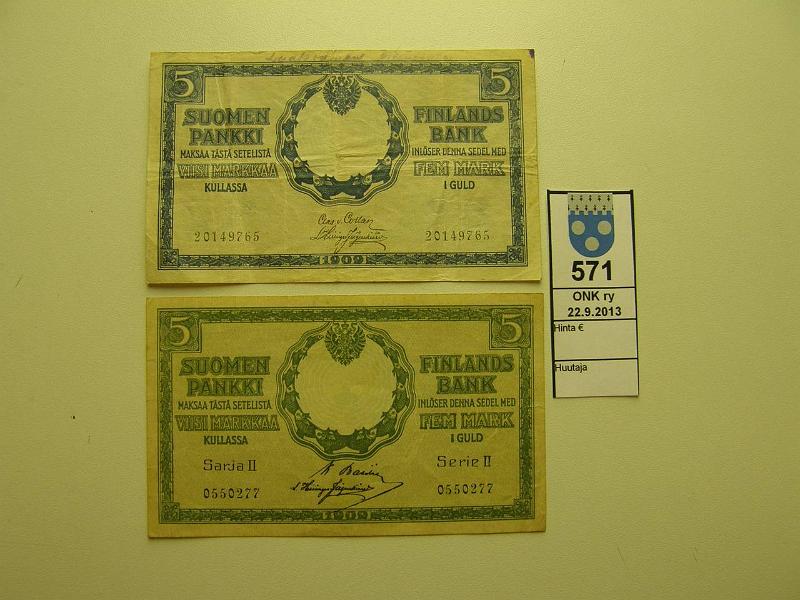 5
5
SUOMEN
PANKKI
MAKSAA TÄSTÄ SETELISTÄ
VIISI MARKKAA
KULLASSA
FINLANDS
BANK
INLÖSER DENNA SEDEL MED
FEM MARK
I GULD
20149765
20149765
1909
5
5
SUOMEN
PANKKI
MAKSAA TÄSTÄ SETELISTÄ
VIISI MARKKAA
KULLASSA
FINLANDS
BANK
INLÖSER DENNA SEDEL MED
FEM MARK
I GULD
Sarja II
Serie II
0550277
0550277
1909
571
ONK ry
22.9.2013
Hinta €
Huutaja